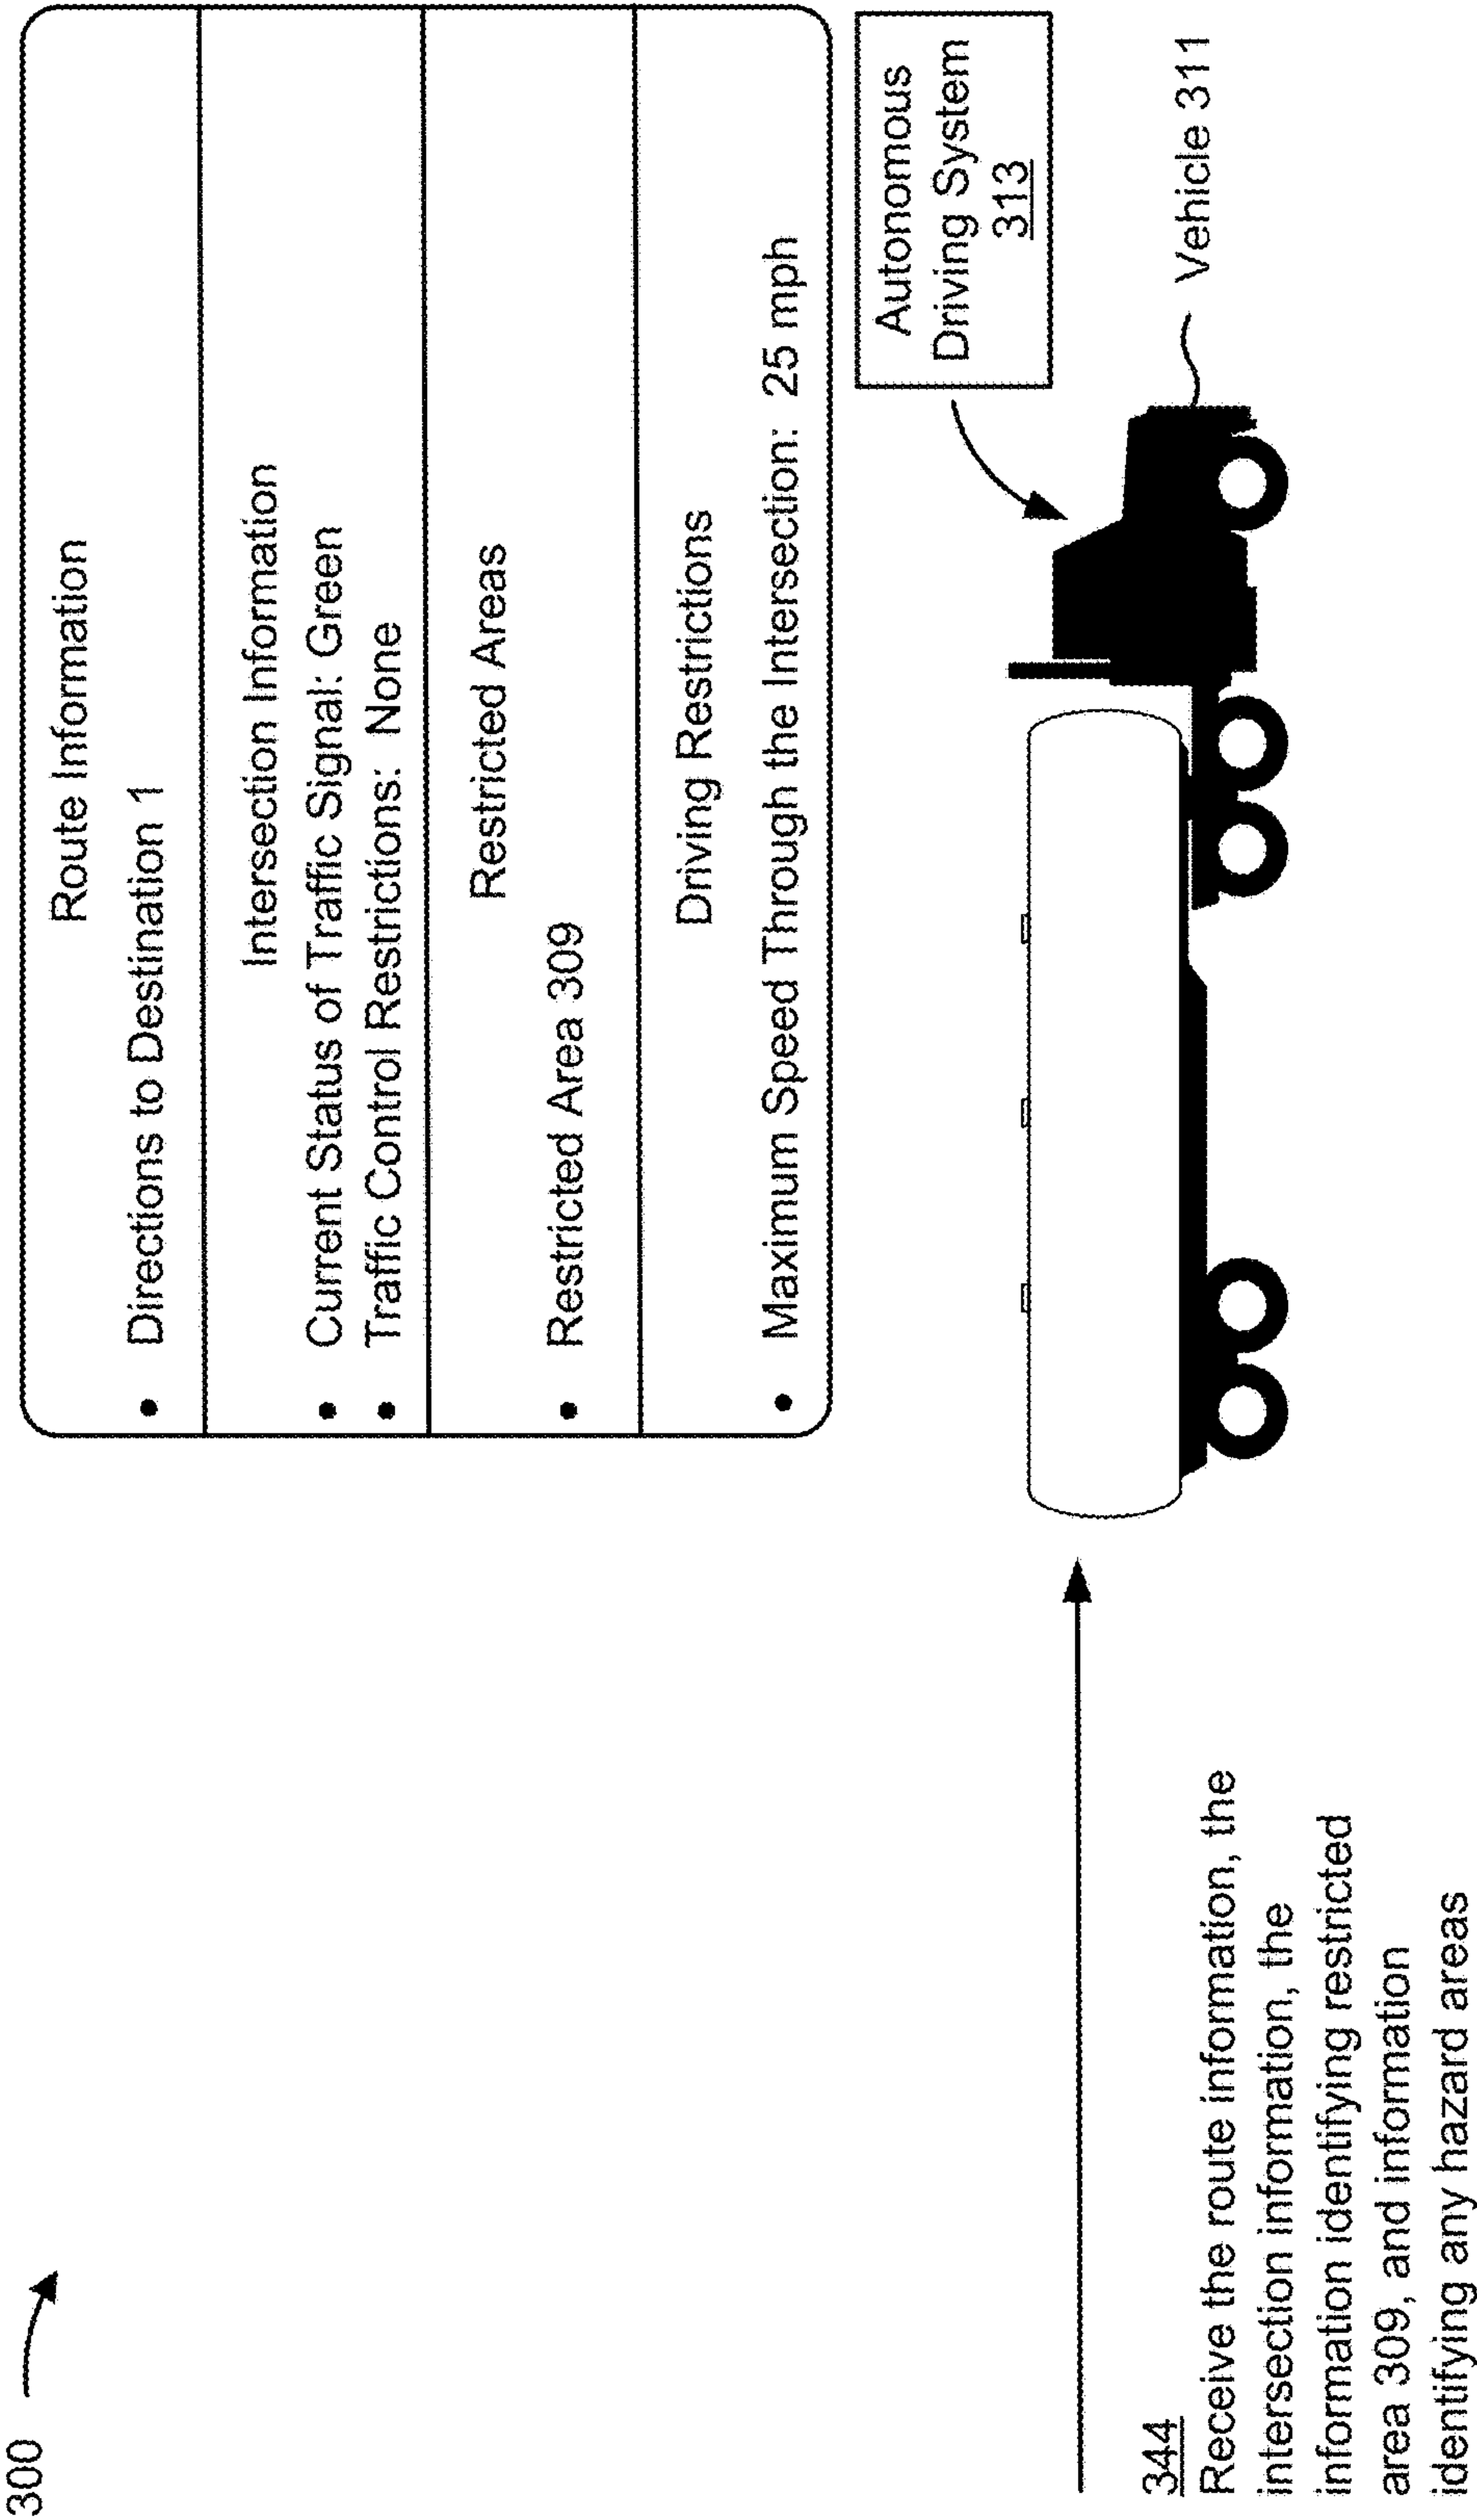 300
Route Information
• Directions to Destination 1
Intersection Information
• Current Status of Traffic Signal: Green
• Traffic Control Restrictions: None
Restricted Areas
• Restricted Area 309
Driving Restrictions
• Maximum Speed Through the Intersection: 25 mph
Autonomous
Driving System
313
Vehicle 311
344
Receive the route information, the
intersection information, the
information identifying restricted
area 309, and information
identifying any hazard areas